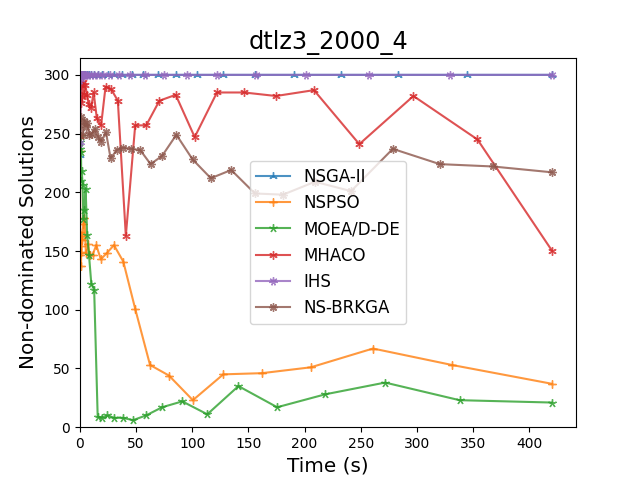 dtlz3_2000_4
300
250
200
150
100
50
0
Non-dominated Solutions
NSGA-II
NSPSO
MOEA/D-DE
MHACO
IHS
NS-BRKGA
0 50 100 150 200 250 300 350 400
Time (s)